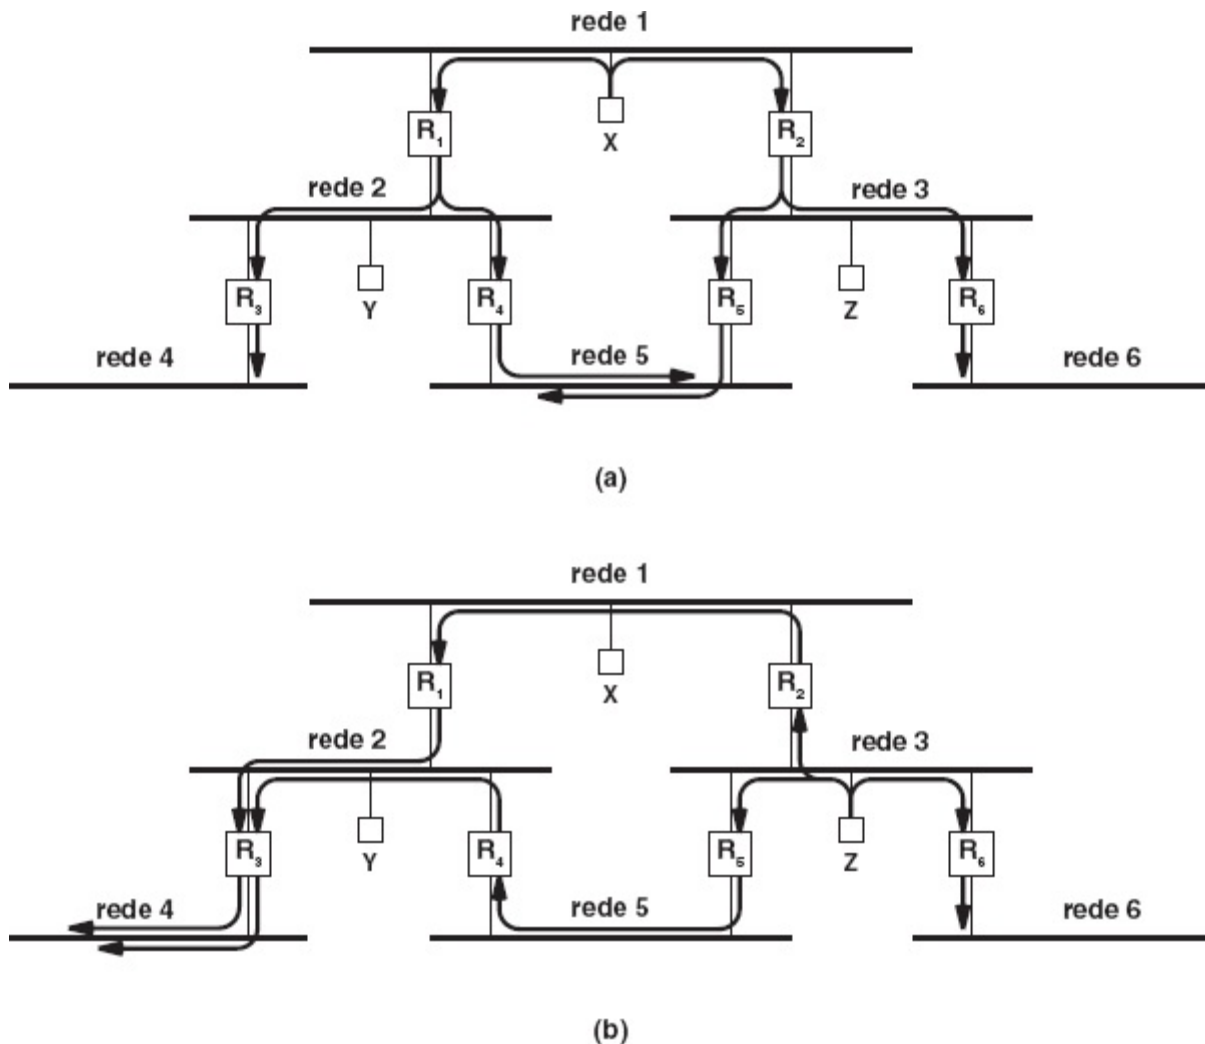 rede 1
R₁
X
R₂
rede 2
rede 3
R₃
Y
R₄
R₅
Z
R₆
rede 4
rede 5
rede 6
(a)
rede 1
R₁
X
R₂
rede 2
rede 3
R₃
Y
R₄
R₅
Z
R₆
rede 4
rede 5
rede 6
(b)